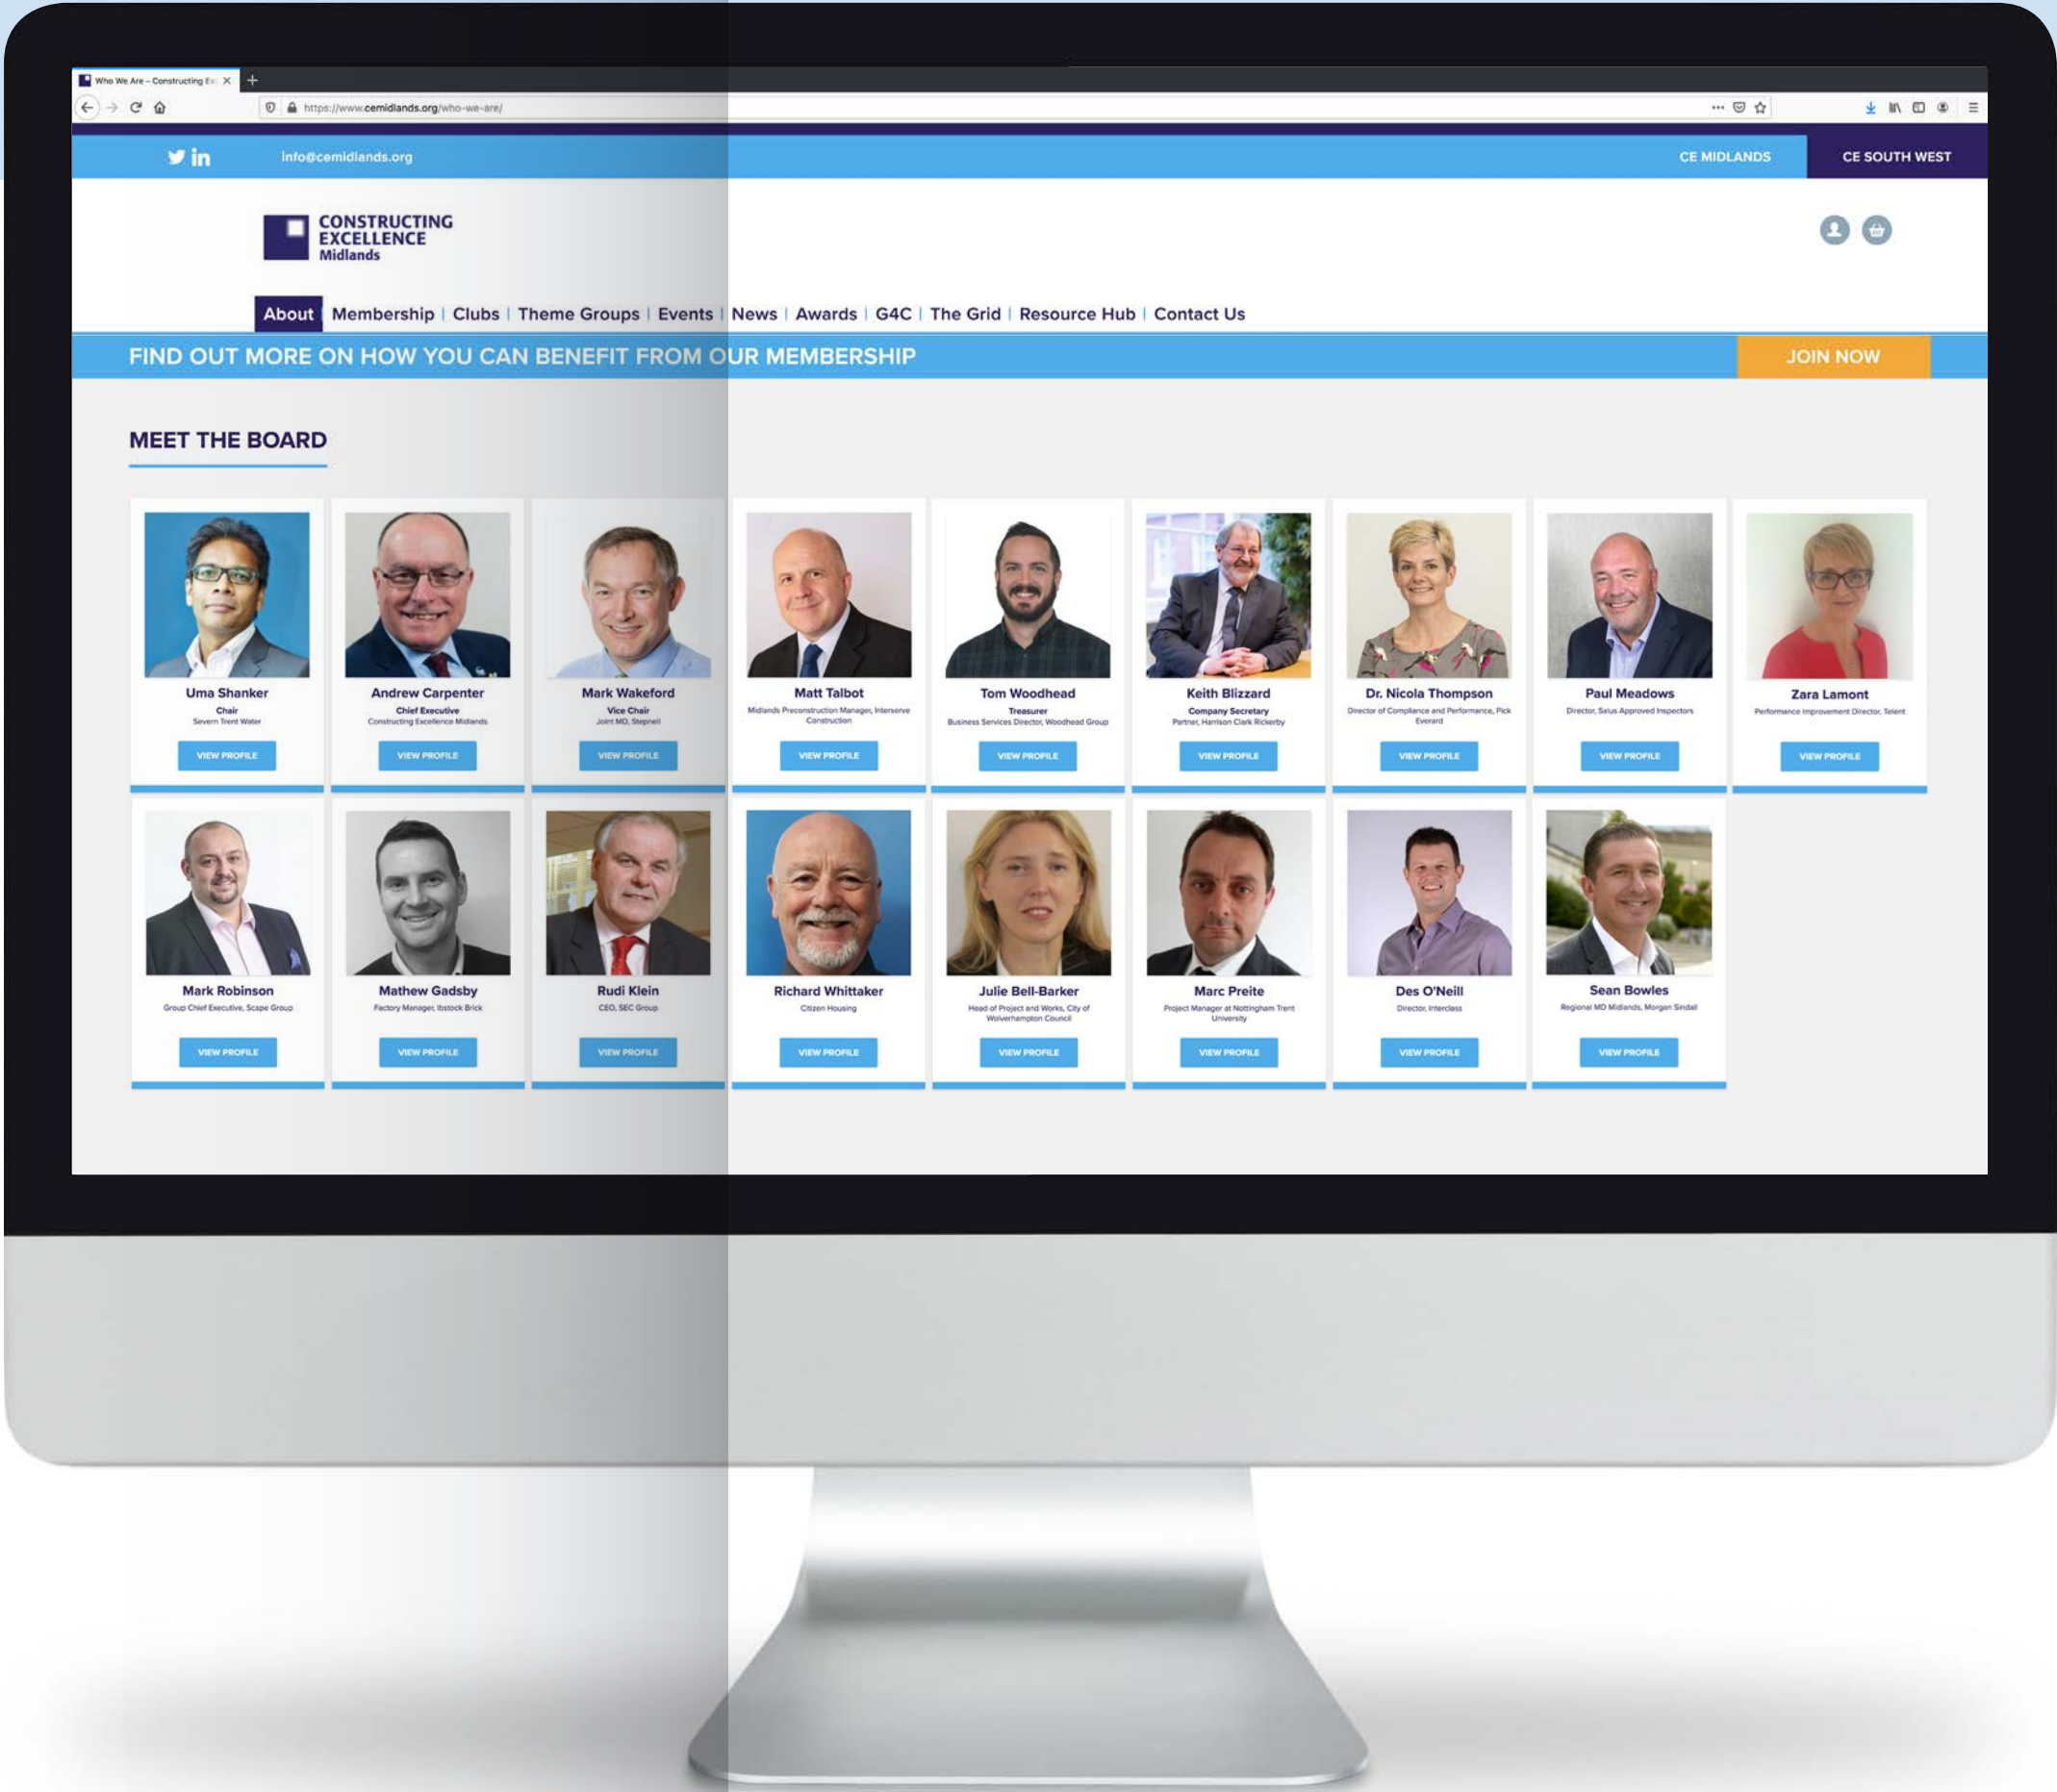 Who We Are – Constructing Ex
https://www.cemidlands.org/who-we-are/
in
info@cemidlands.org
CE MIDLANDS
CE SOUTH WEST
CONSTRUCTING
EXCELLENCE
Midlands
About | Membership | Clubs | Theme Groups | Events | News | Awards | G4C | The Grid | Resource Hub | Contact Us
FIND OUT MORE ON HOW YOU CAN BENEFIT FROM OUR MEMBERSHIP
JOIN NOW
MEET THE BOARD
Uma Shanker
Chair
Severn Trent Water
VIEW PROFILE
Andrew Carpenter
Chief Executive
Constructing Excellence Midlands
VIEW PROFILE
Mark Wakeford
Vice Chair
Joint MD, Stepnell
VIEW PROFILE
Matt Talbot
Midlands Preconstruction Manager, Interserve
Construction
VIEW PROFILE
Tom Woodhead
Treasurer
Business Services Director, Woodhead Group
VIEW PROFILE
Keith Blizzard
Company Secretary
Partner, Harrison Clark Rickerby
VIEW PROFILE
Dr. Nicola Thompson
Director of Compliance and Performance, Pick
Everard
VIEW PROFILE
Paul Meadows
Director, Salus Approved Inspectors
VIEW PROFILE
Zara Lamont
Performance Improvement Director, Telent
VIEW PROFILE
Mark Robinson
Group Chief Executive, Scape Group
VIEW PROFILE
Mathew Gadsby
Factory Manager, Ibstock Brick
VIEW PROFILE
Rudi Klein
CEO, SEC Group
VIEW PROFILE
Richard Whittaker
Citizen Housing
VIEW PROFILE
Julie Bell-Barker
Head of Project and Works, City of
Wolverhampton Council
VIEW PROFILE
Marc Preite
Project Manager at Nottingham Trent
University
VIEW PROFILE
Des O'Neill
Director, Interclass
VIEW PROFILE
Sean Bowles
Regional MD Midlands, Morgan Sindall
VIEW PROFILE